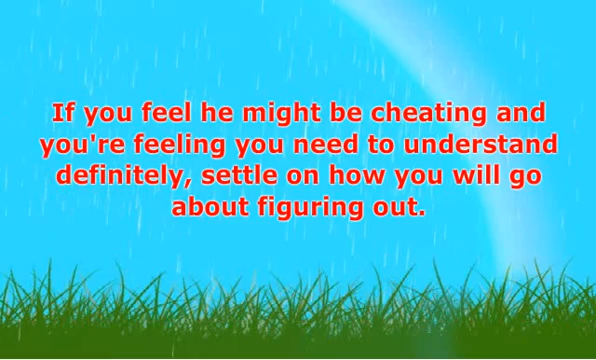 If you feel he might be cheating and
you're feeling you need to understand
definitely, settle on how you will go
about figuring out.